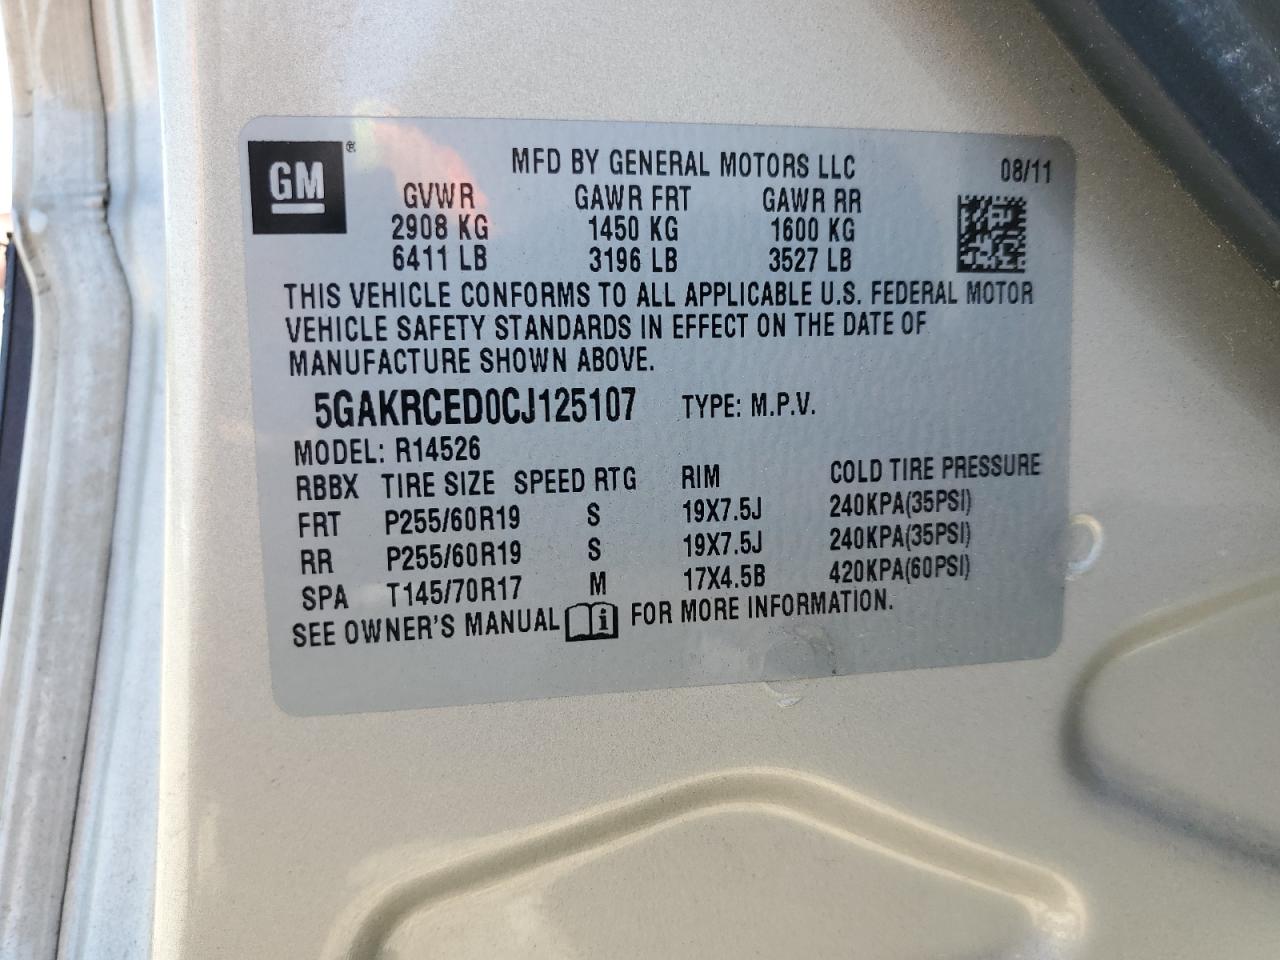 GM ®
MFD BY GENERAL MOTORS LLC 08/11
GVWR GAWR FRT GAWR RR
2908 KG 1450 KG 1600 KG
6411 LB 3196 LB 3527 LB
THIS VEHICLE CONFORMS TO ALL APPLICABLE U.S. FEDERAL MOTOR
VEHICLE SAFETY STANDARDS IN EFFECT ON THE DATE OF
MANUFACTURE SHOWN ABOVE.
5GAKRCED0CJ125107 TYPE: M.P.V.
MODEL: R14526
RBBX TIRE SIZE SPEED RTG RIM COLD TIRE PRESSURE
FRT P255/60R19 S 19X7.5J 240KPA(35PSI)
RR P255/60R19 S 19X7.5J 240KPA(35PSI)
SPA T145/70R17 M 17X4.5B 420KPA(60PSI)
SEE OWNER'S MANUAL i FOR MORE INFORMATION.